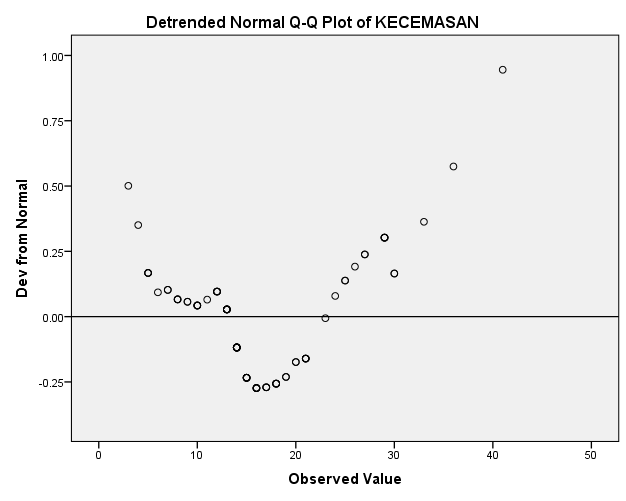 Detrended Normal Q-Q Plot of KECEMASAN
1.00
0.75
0.50
0.25
0.00
-0.25
Dev from Normal
0 10 20 30 40 50
Observed Value